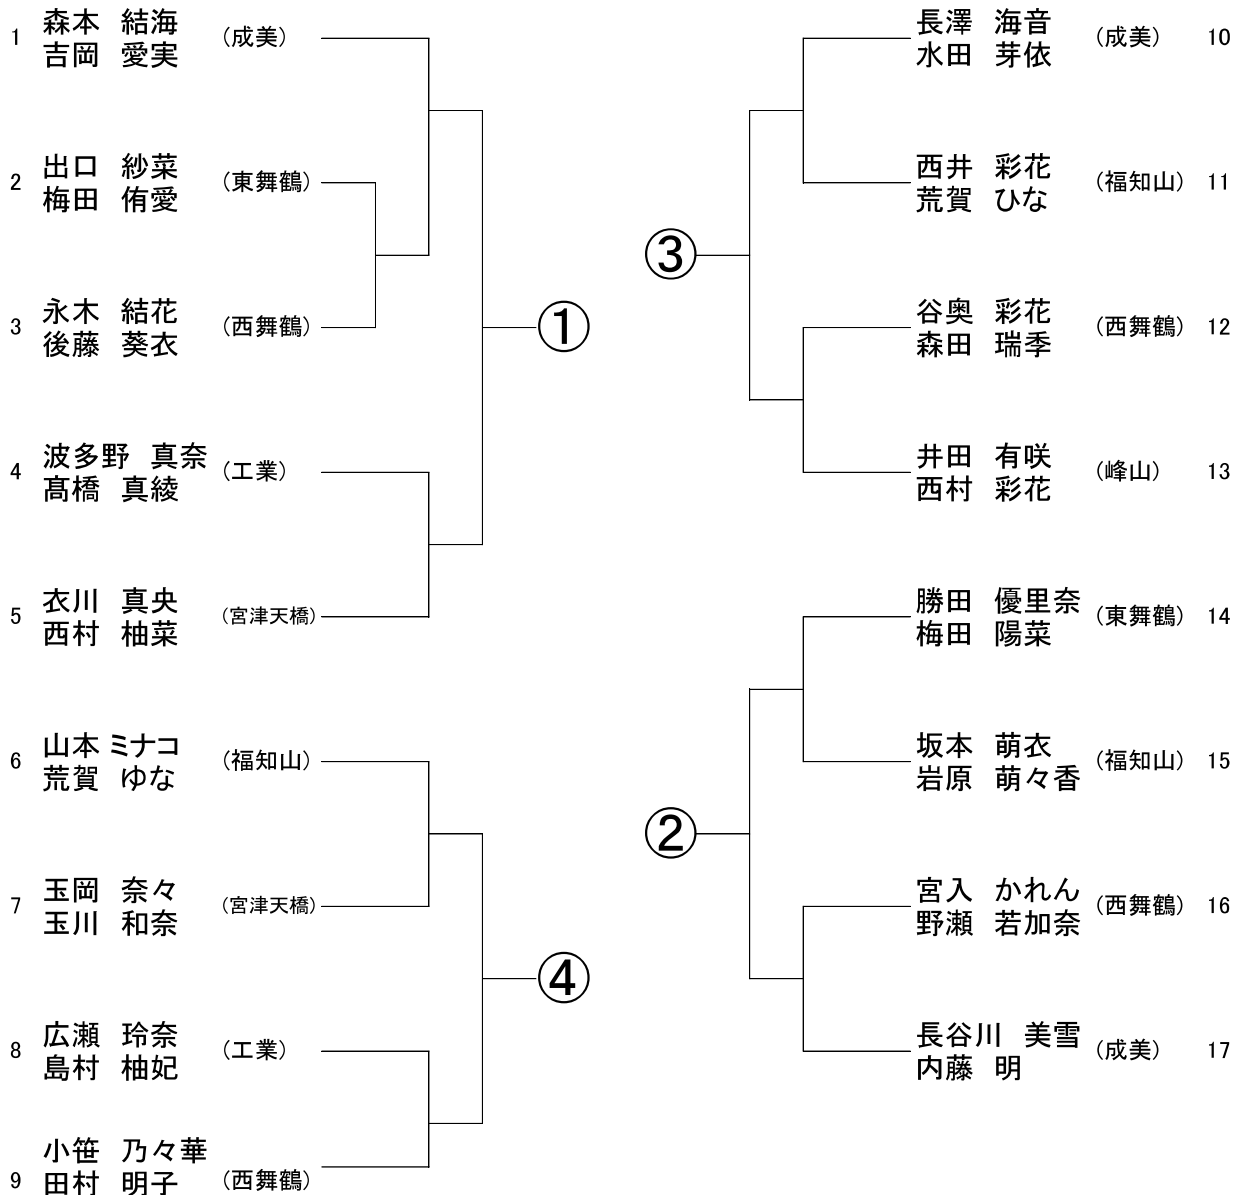 1 森本 結海 (成美)
吉岡 愛実
2 出口 紗菜 (東舞鶴)
梅田 侑愛
3 永木 結花 (西舞鶴)
後藤 葵衣
①
4 波多野 真奈 (工業)
髙橋 真綾
5 衣川 真央 (宮津天橋)
西村 柚菜
6 山本 ミナコ (福知山)
荒賀 ゆな
7 玉岡 奈々 (宮津天橋)
玉川 和奈
④
8 広瀬 玲奈 (工業)
島村 柚妃
9 小笹 乃々華 (西舞鶴)
田村 明子
長澤 海音 (成美) 10
水田 芽依
西井 彩花 (福知山) 11
荒賀 ひな
③
谷奥 彩花 (西舞鶴) 12
森田 瑞季
井田 有咲 (峰山) 13
西村 彩花
勝田 優里奈 (東舞鶴) 14
梅田 陽菜
坂本 萌衣 (福知山) 15
岩原 萌々香
②
宮入 かれん (西舞鶴) 16
野瀬 若加奈
長谷川 美雪 (成美) 17
内藤 明